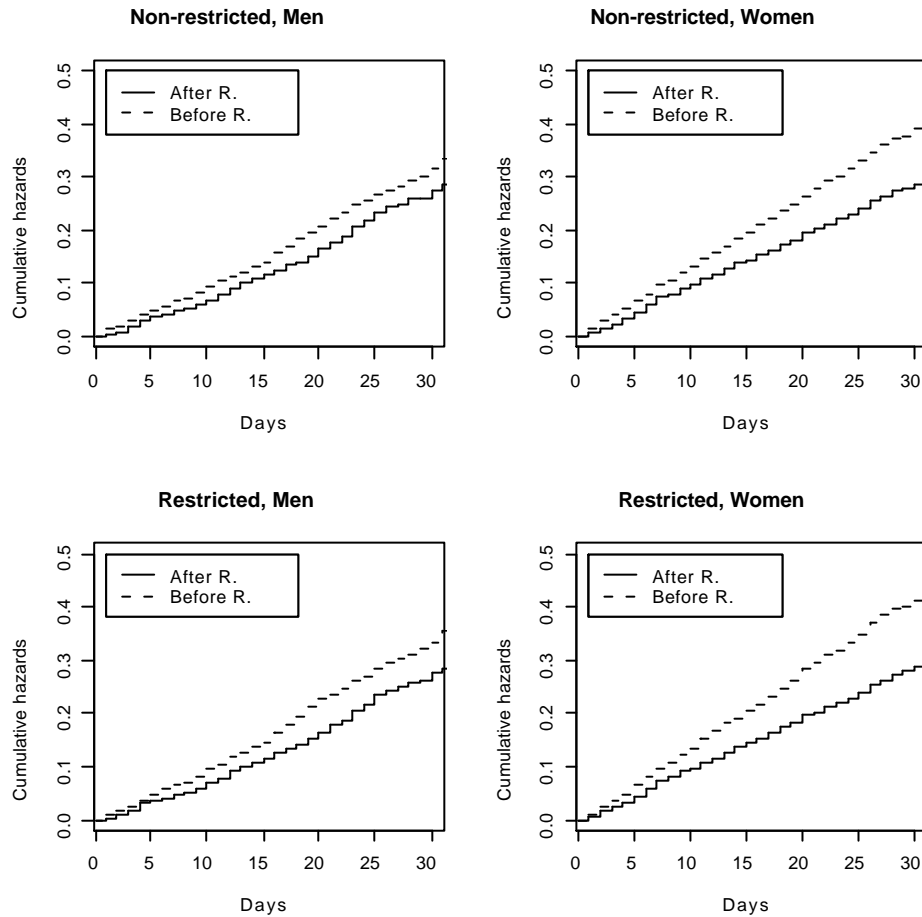 Non-restricted, Men
Cumulative hazards
0.0 0.1 0.2 0.3 0.4 0.5
After R.
Before R.
0 5 10 15 20 25 30
Days
Non-restricted, Women
Cumulative hazards
0.0 0.1 0.2 0.3 0.4 0.5
After R.
Before R.
0 5 10 15 20 25 30
Days
Restricted, Men
Cumulative hazards
0.0 0.1 0.2 0.3 0.4 0.5
After R.
Before R.
0 5 10 15 20 25 30
Days
Restricted, Women
Cumulative hazards
0.0 0.1 0.2 0.3 0.4 0.5
After R.
Before R.
0 5 10 15 20 25 30
Days